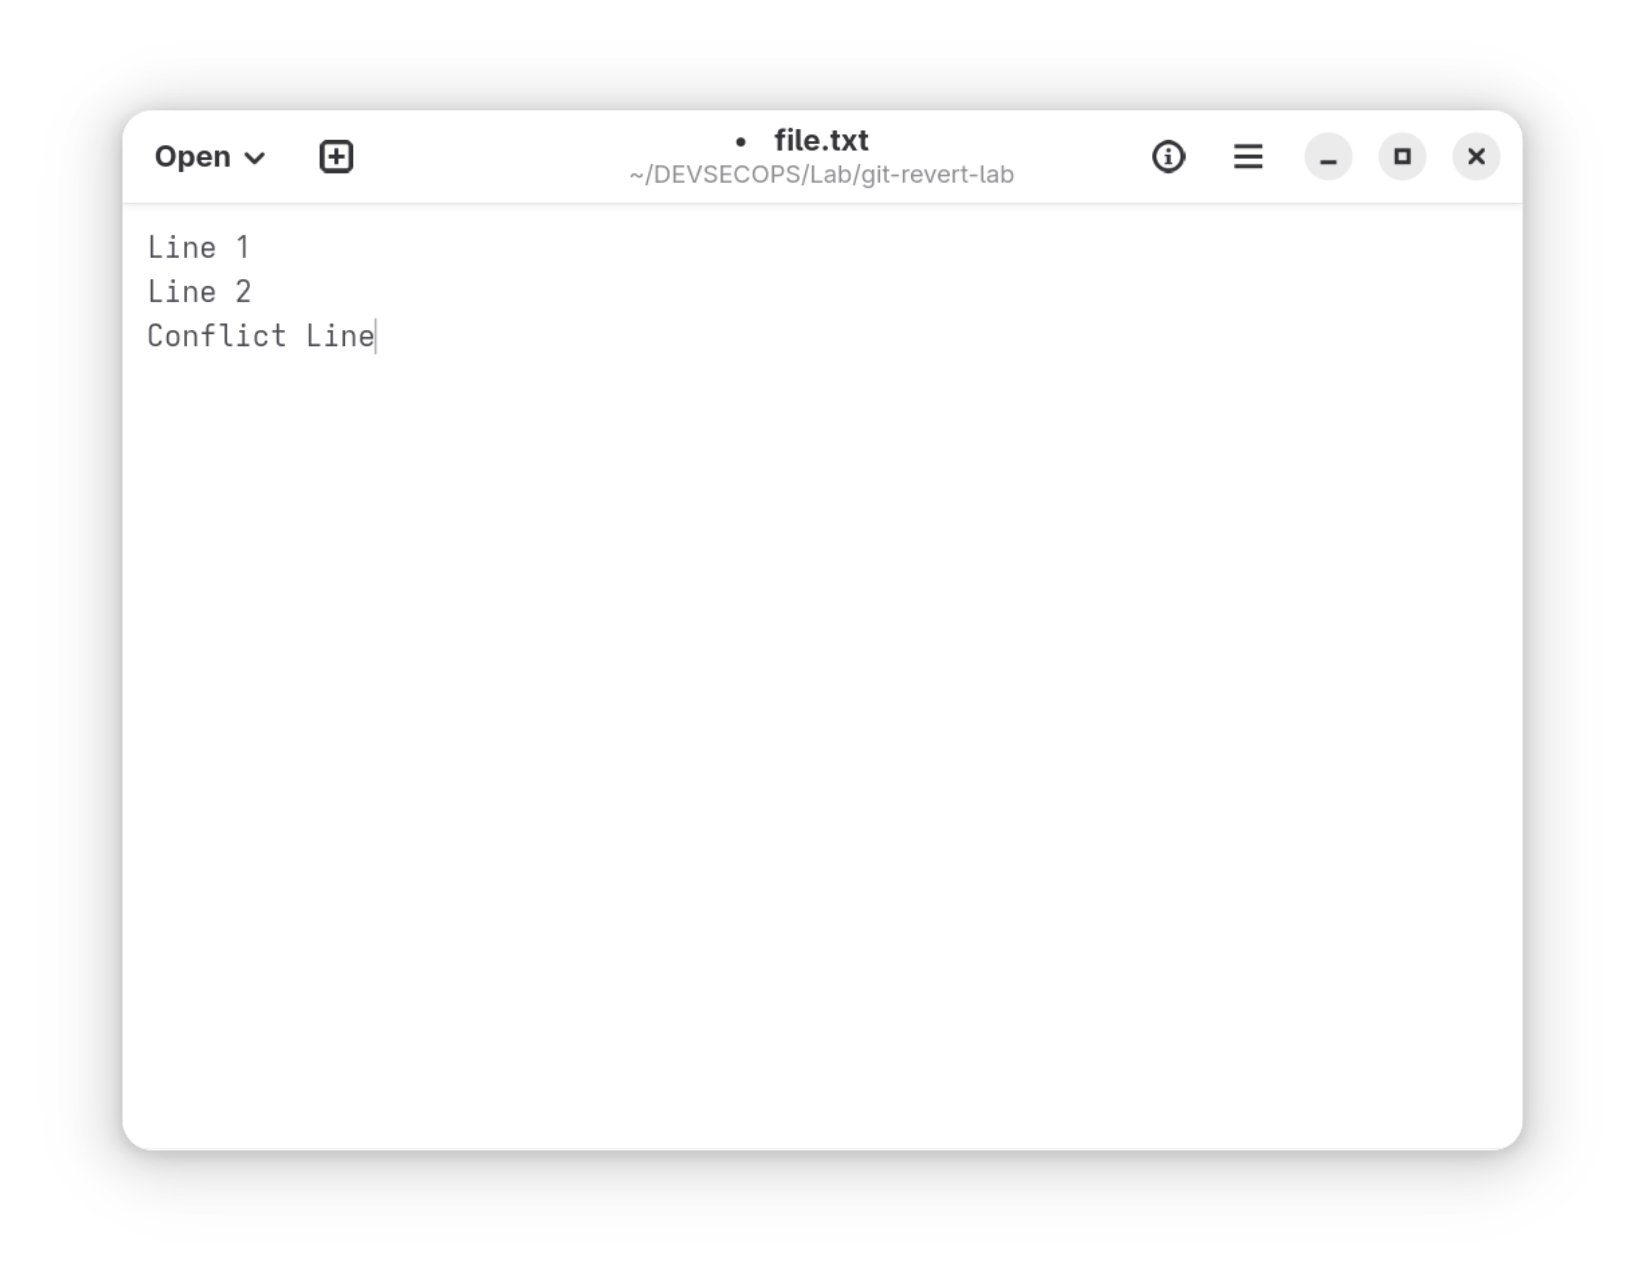 Open
• file.txt
~/DEVSECOPS/Lab/git-revert-lab
Line 1
Line 2
Conflict Line